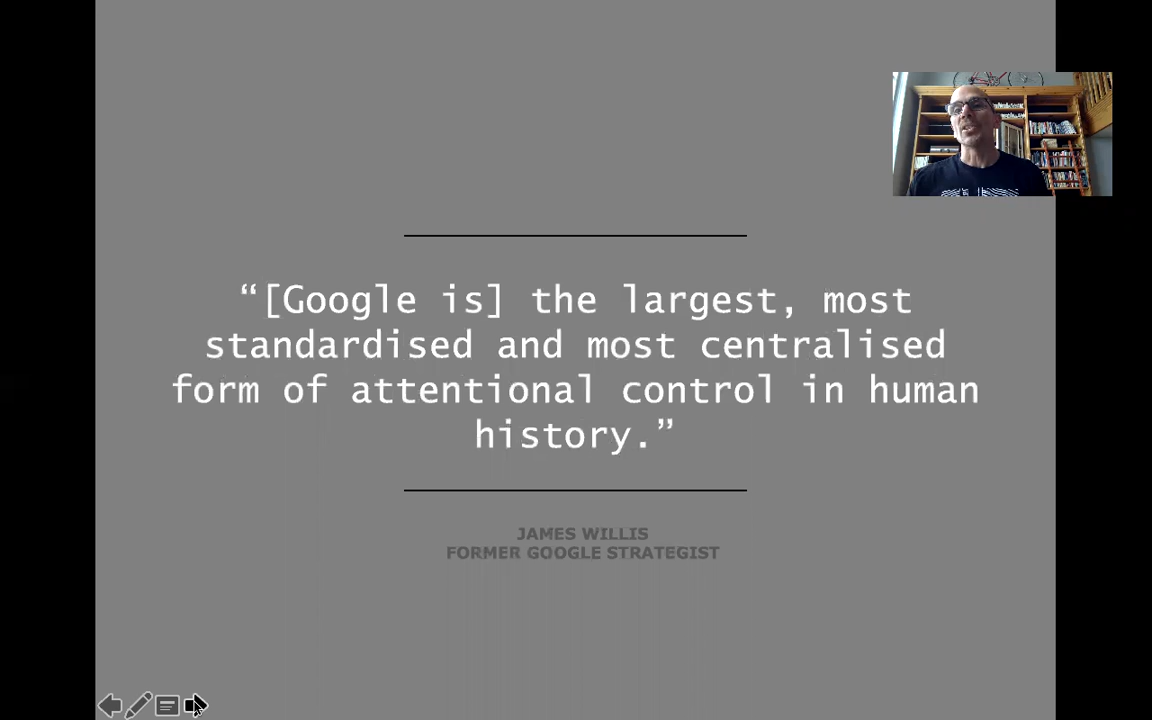 “[Google is] the largest, most
standardised and most centralised
form of attentional control in human
history.”
JAMES WILLIS
FORMER GOOGLE STRATEGIST